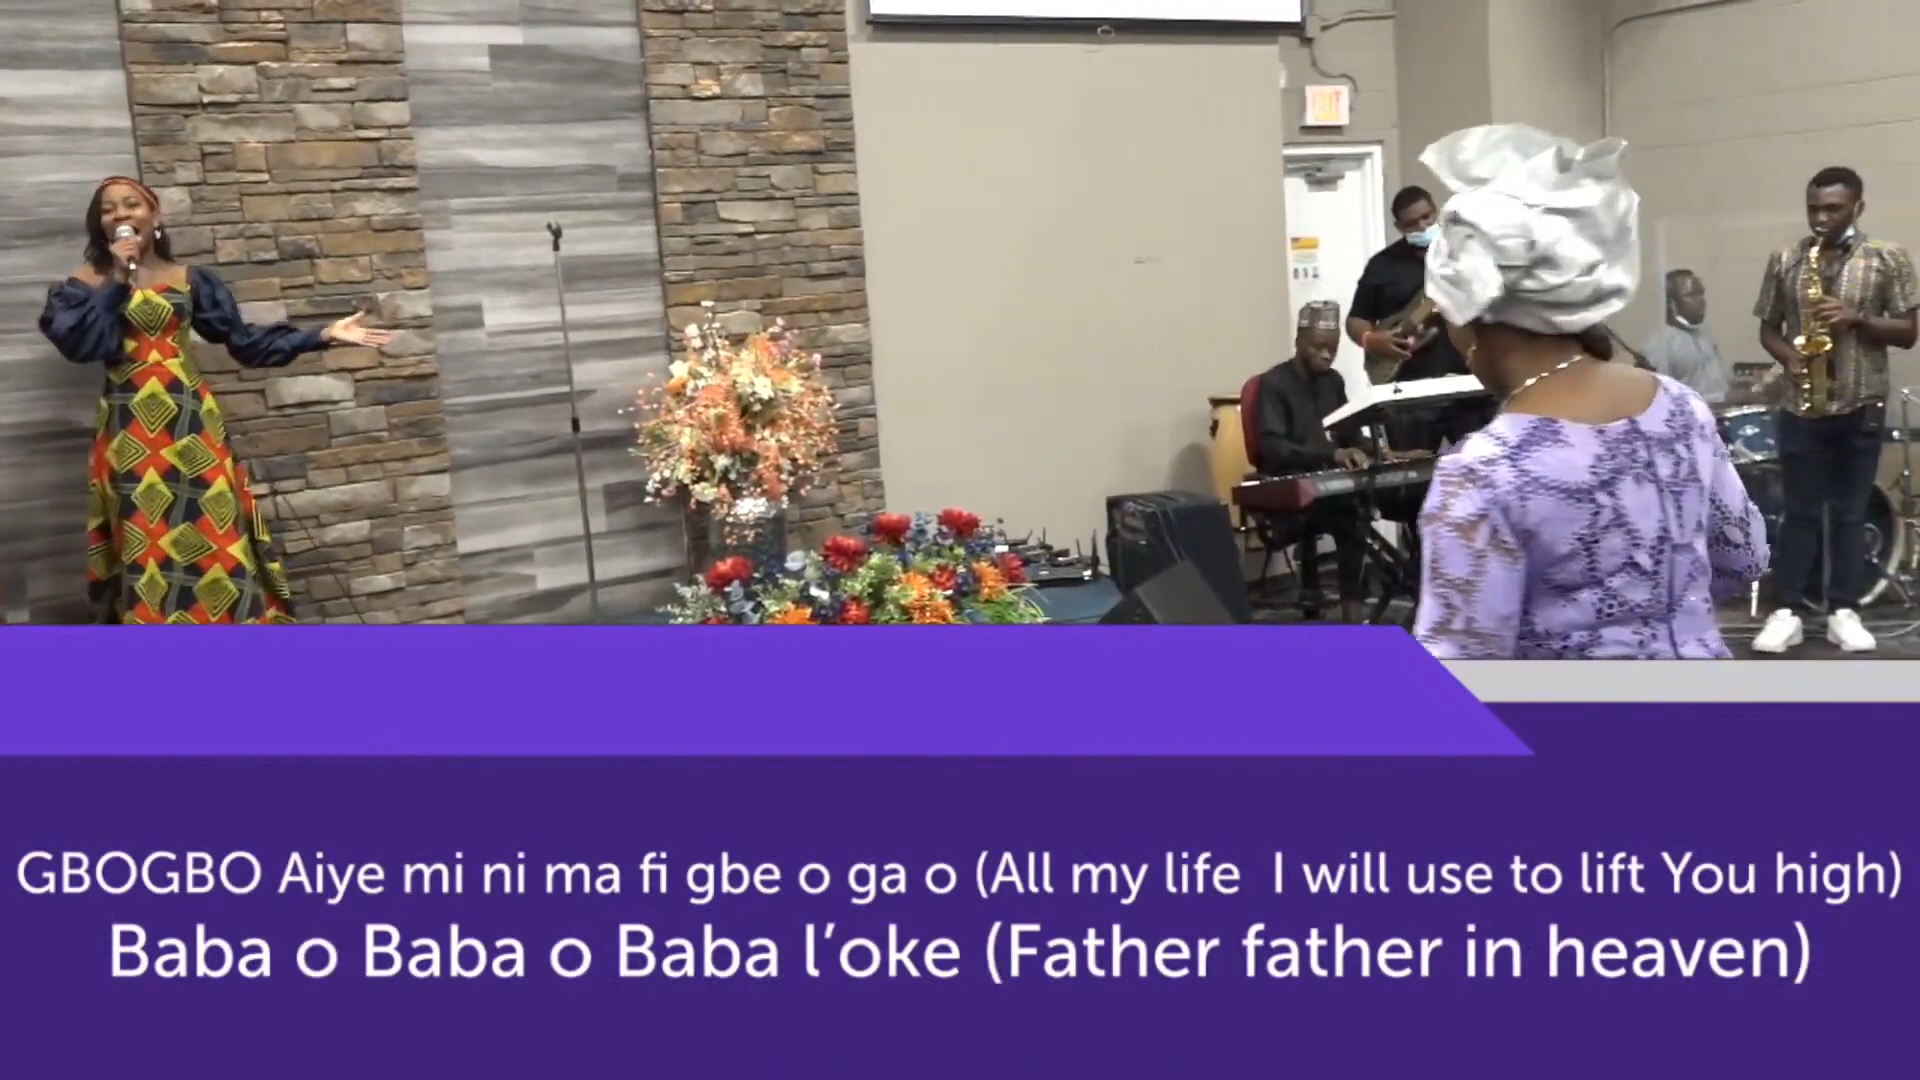 EXIT
GBOGBO Aiye mi ni ma fi gbe o ga o (All my life I will use to lift You high)
Baba o Baba o Baba l’oke (Father father in heaven)